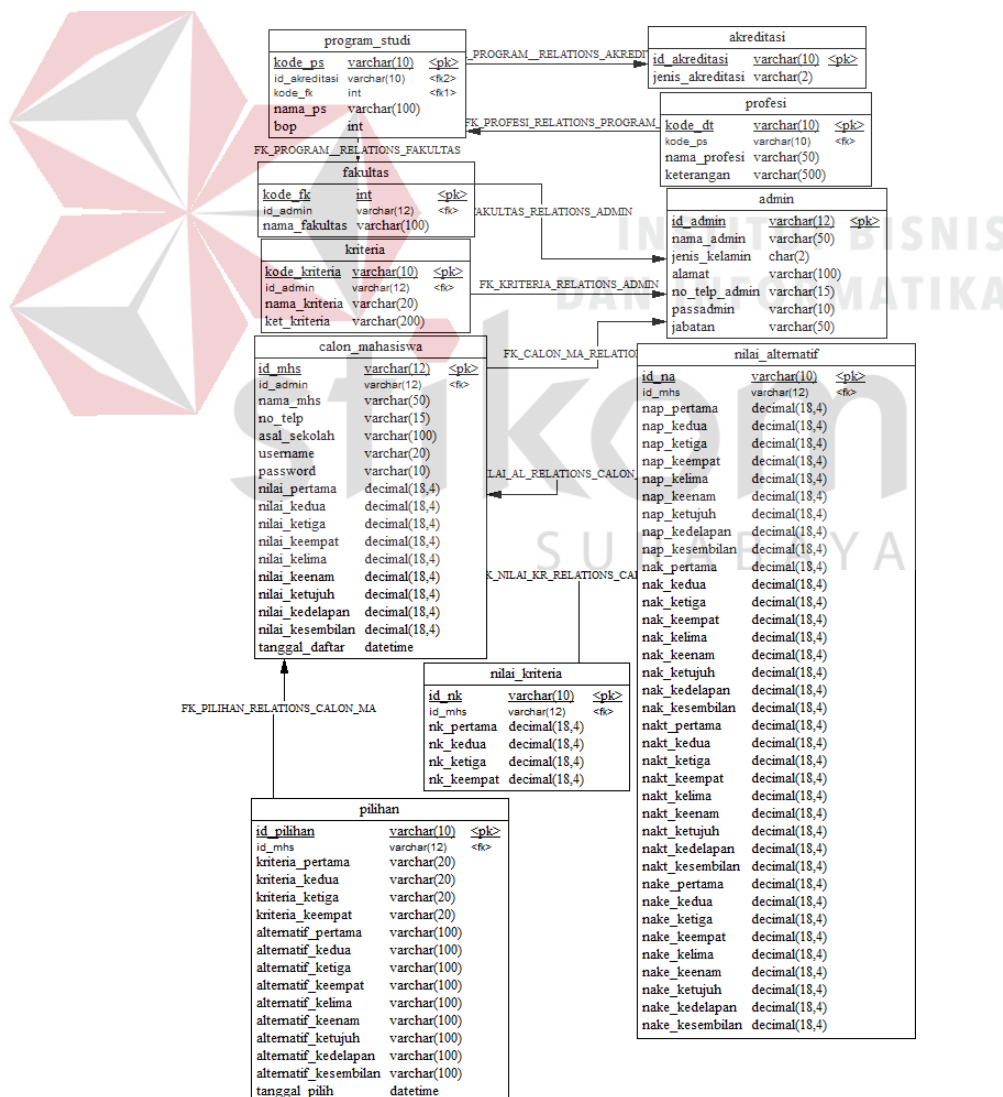 program_studi
kode_ps varchar(10) <pk>
id_akreditasi varchar(10) <fk2>
kode_fk int <fk1>
nama_ps varchar(100)
bop int
_PROGRAM__RELATIONS_AKREDIT
akreditasi
id_akreditasi varchar(10) <pk>
jenis_akreditasi varchar(2)
FK_PROFESI_RELATIONS_PROGRAM_
profesi
kode_dt varchar(10) <pk>
kode_ps varchar(10) <fk>
nama_profesi varchar(50)
keterangan varchar(500)
FK_PROGRAM__RELATIONS_FAKULTAS
fakultas
kode_fk int <pk>
id_admin varchar(12) <fk>
nama_fakultas varchar(100)
AKULTAS_RELATIONS_ADMIN
admin
id_admin varchar(12) <pk>
nama_admin varchar(50)
jenis_kelamin char(2)
alamat varchar(100)
no_telp_admin varchar(15)
passadmin varchar(10)
jabatan varchar(50)
INSTITUT BISNIS
DAN INFORMATIKA
kriteria
kode_kriteria varchar(10) <pk>
id_admin varchar(12) <fk>
nama_kriteria varchar(20)
ket_kriteria varchar(200)
FK_KRITERIA_RELATIONS_ADMIN
calon_mahasiswa
id_mhs varchar(12) <pk>
id_admin varchar(12) <fk>
nama_mhs varchar(50)
no_telp varchar(15)
asal_sekolah varchar(100)
username varchar(20)
password varchar(10)
nilai_pertama decimal(18,4)
nilai_kedua decimal(18,4)
nilai_ketiga decimal(18,4)
nilai_keempat decimal(18,4)
nilai_kelima decimal(18,4)
nilai_keenam decimal(18,4)
nilai_ketujuh decimal(18,4)
nilai_kedelapan decimal(18,4)
nilai_kesembilan decimal(18,4)
tanggal_daftar datetime
FK_CALON_MA_RELATION
stikom
SURABAYA
ILAI_AL_RELATIONS_CALON_
K_NILAI_KR_RELATIONS_CAL
nilai_alternatif
id_na varchar(10) <pk>
id_mhs varchar(12) <fk>
nap_pertama decimal(18,4)
nap_kedua decimal(18,4)
nap_ketiga decimal(18,4)
nap_keempat decimal(18,4)
nap_kelima decimal(18,4)
nap_keenam decimal(18,4)
nap_ketujuh decimal(18,4)
nap_kedelapan decimal(18,4)
nap_kesembilan decimal(18,4)
nak_pertama decimal(18,4)
nak_kedua decimal(18,4)
nak_ketiga decimal(18,4)
nak_keempat decimal(18,4)
nak_kelima decimal(18,4)
nak_keenam decimal(18,4)
nak_ketujuh decimal(18,4)
nak_kedelapan decimal(18,4)
nak_kesembilan decimal(18,4)
nakt_pertama decimal(18,4)
nakt_kedua decimal(18,4)
nakt_ketiga decimal(18,4)
nakt_keempat decimal(18,4)
nakt_kelima decimal(18,4)
nakt_keenam decimal(18,4)
nakt_ketujuh decimal(18,4)
nakt_kedelapan decimal(18,4)
nakt_kesembilan decimal(18,4)
nake_pertama decimal(18,4)
nake_kedua decimal(18,4)
nake_ketiga decimal(18,4)
nake_keempat decimal(18,4)
nake_kelima decimal(18,4)
nake_keenam decimal(18,4)
nake_ketujuh decimal(18,4)
nake_kedelapan decimal(18,4)
nake_kesembilan decimal(18,4)
nilai_kriteria
id_nk varchar(10) <pk>
id_mhs varchar(12) <fk>
nk_pertama decimal(18,4)
nk_kedua decimal(18,4)
nk_ketiga decimal(18,4)
nk_keempat decimal(18,4)
FK_PILIHAN_RELATIONS_CALON_MA
pilihan
id_pilihan varchar(10) <pk>
id_mhs varchar(12) <fk>
kriteria_pertama varchar(20)
kriteria_kedua varchar(20)
kriteria_ketiga varchar(20)
kriteria_keempat varchar(20)
alternatif_pertama varchar(100)
alternatif_kedua varchar(100)
alternatif_ketiga varchar(100)
alternatif_keempat varchar(100)
alternatif_kelima varchar(100)
alternatif_keenam varchar(100)
alternatif_ketujuh varchar(100)
alternatif_kedelapan varchar(100)
alternatif_kesembilan varchar(100)
tanggal_pilih datetime